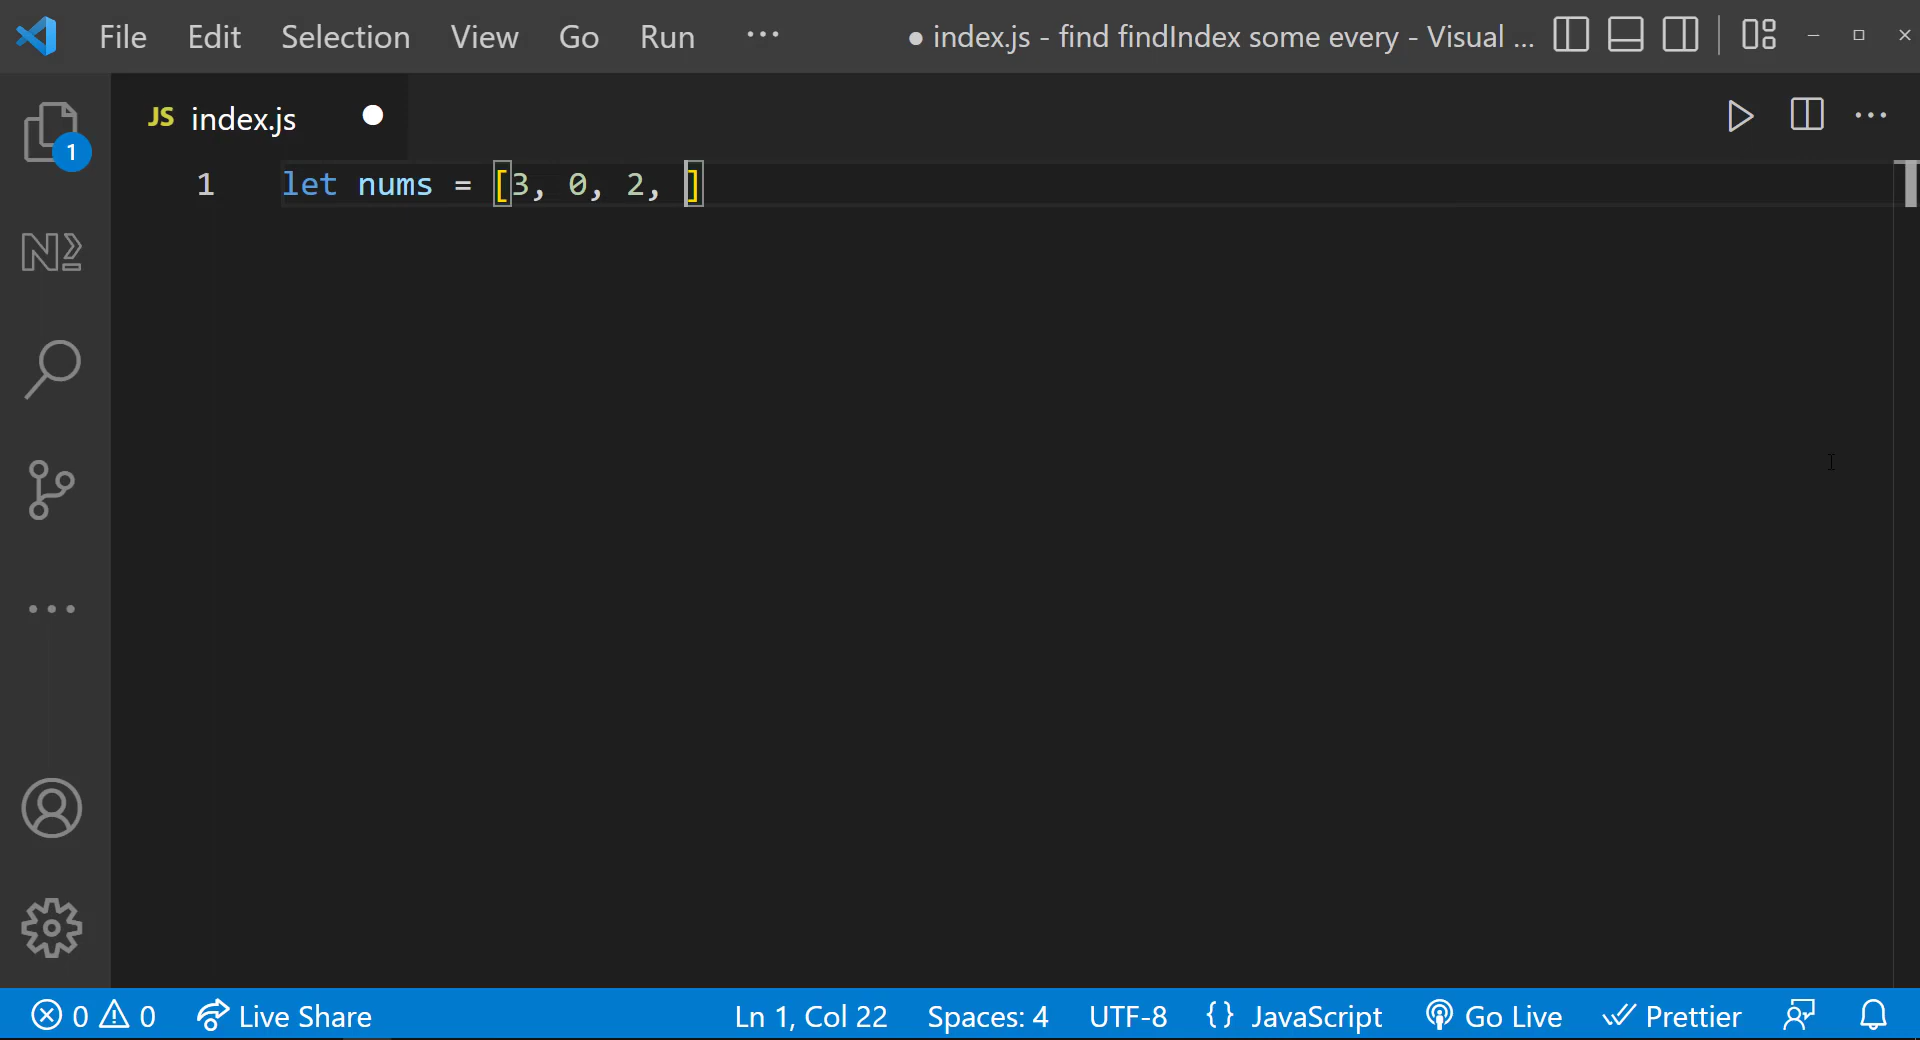 File Edit Selection View Go Run ··· ● index.js - find findIndex some every - Visual ...
JS index.js ●
1
1 let nums = [3, 0, 2, ]
0 0 Live Share Ln 1, Col 22 Spaces: 4 UTF-8 {} JavaScript Go Live Prettier